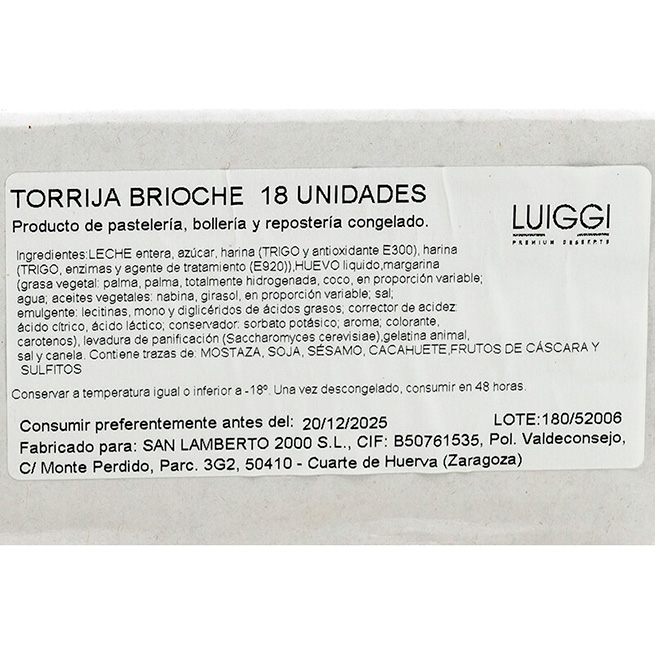 TORRIJA BRIOCHE 18 UNIDADES
Producto de pastelería, bollería y repostería congelado.
LUIGGI
PREMIUM DESSERTS
Ingredientes:LECHE entera, azúcar, harina (TRIGO y antioxidante E300), harina
(TRIGO, enzimas y agente de tratamiento (E920)),HUEVO liquido,margarina
(grasa vegetal: palma, palma, totalmente hidrogenada, coco, en proporción variable;
agua; aceites vegetales: nabina, girasol, en proporción variable; sal;
emulgente: lecitinas, mono y diglicéridos de ácidos grasos; corrector de acidez:
ácido cítrico, ácido láctico; conservador: sorbato potásico; aroma; colorante,
carotenos), levadura de panificación (Saccharomyces cerevisiae),gelatina animal,
sal y canela. Contiene trazas de: MOSTAZA, SOJA, SÉSAMO, CACAHUETE,FRUTOS DE CÁSCARA Y
SULFITOS
Conservar a temperatura igual o inferior a -18º. Una vez descongelado, consumir en 48 horas.
Consumir preferentemente antes del: 20/12/2025 LOTE:180/52006
Fabricado para: SAN LAMBERTO 2000 S.L., CIF: B50761535, Pol. Valdeconsejo,
C/ Monte Perdido, Parc. 3G2, 50410 - Cuarte de Huerva (Zaragoza)